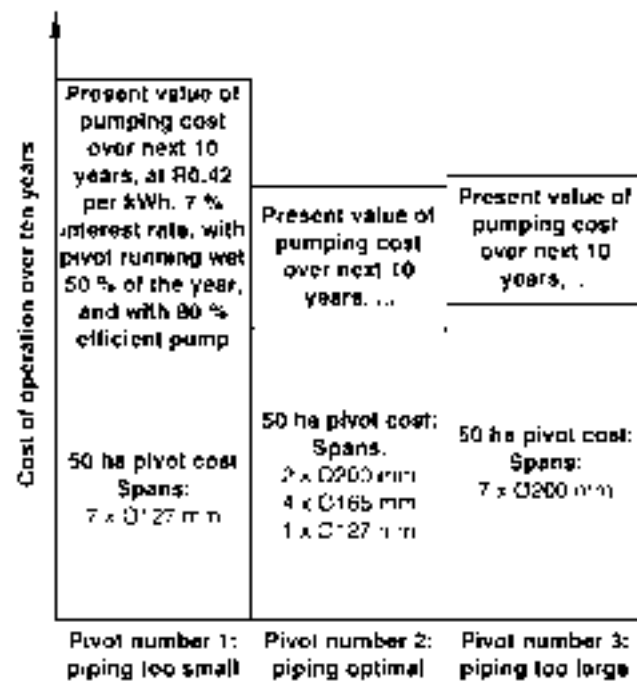 Cost of operation over ten years
Present value of
pumping cost
over next 10
years, at R0.42
per kWh. 7 %
interest rate, with
pivot running wet
50 % of the year,
and with 80 %
efficient pump
50 ha pivot cost
Spans:
7 x Ø127 mm
Present value of
pumping cost
over next 10
years. ...
50 ha pivot cost:
Spans.
2 x Ø200 mm
4 x Ø165 mm
1 x Ø127 mm
Present value of
pumping cost
over next 10
years, .
50 ha pivot cost:
Spans:
7 x Ø200 mm
Pivot number 1:
piping too small
Pivot number 2:
piping optimal
Pivot number 3:
piping too large